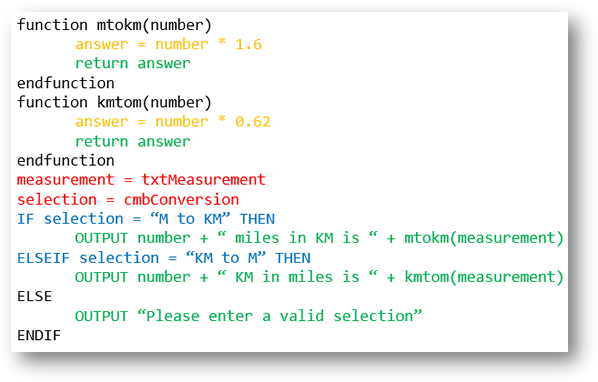 function mtokm(number)
answer = number * 1.6
return answer
endfunction
function kmtom(number)
answer = number * 0.62
return answer
endfunction
measurement = txtMeasurement
selection = cmbConversion
IF selection = “M to KM” THEN
OUTPUT number + “ miles in KM is “ + mtokm(measurement)
ELSEIF selection = “KM to M” THEN
OUTPUT number + “ KM in miles is “ + kmtom(measurement)
ELSE
OUTPUT “Please enter a valid selection”
ENDIF